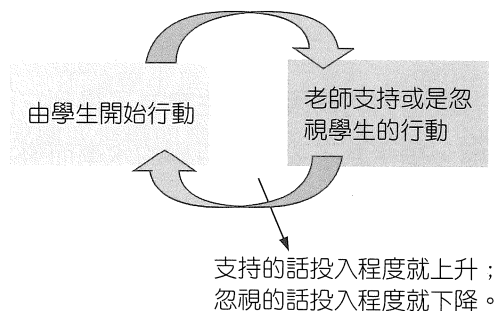 由學生開始行動
老師支持或是忽
視學生的行動
支持的話投入程度就上升；
忽視的話投入程度就下降。